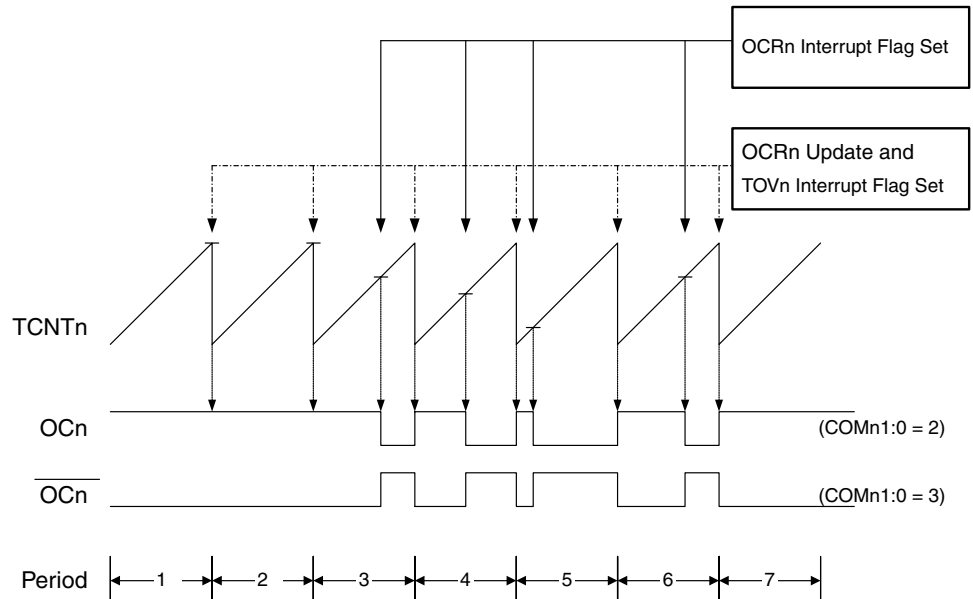 OCRn Interrupt Flag Set
OCRn Update and
TOVn Interrupt Flag Set
TCNTn
OCn
(COMn1:0 = 2)
OCn
(COMn1:0 = 3)
Period
1
2
3
4
5
6
7